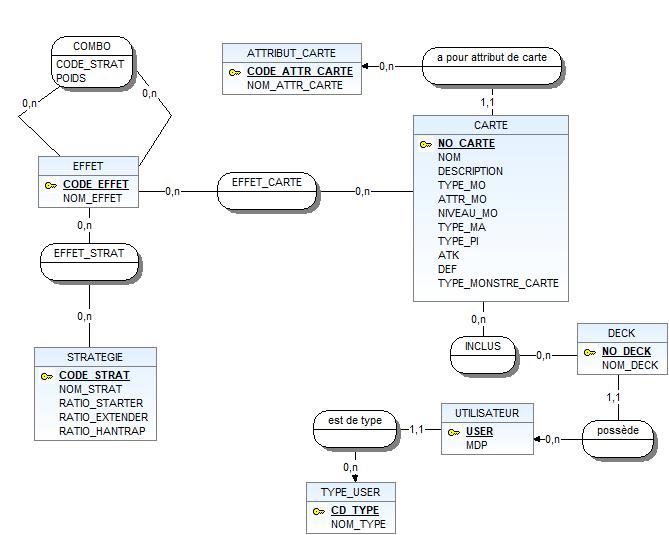 COMBO
CODE_STRAT
POIDS
0,n
0,n
ATTRIBUT_CARTE
CODE_ATTR_CARTE
NOM_ATTR_CARTE
0,n
a pour attribut de carte
1,1
CARTE
NO_CARTE
NOM
DESCRIPTION
TYPE_MO
ATTR_MO
NIVEAU_MO
TYPE_MA
TYPE_PI
ATK
DEF
TYPE_MONSTRE_CARTE
EFFET
CODE_EFFET
NOM_EFFET
0,n
EFFET_CARTE
0,n
0,n
EFFET_STRAT
0,n
STRATEGIE
CODE_STRAT
NOM_STRAT
RATIO_STARTER
RATIO_EXTENDER
RATIO_HANTRAP
0,n
INCLUS
0,n
DECK
NO_DECK
NOM_DECK
1,1
possède
0,n
UTILISATEUR
USER
MDP
1,1
est de type
0,n
TYPE_USER
CD_TYPE
NOM_TYPE